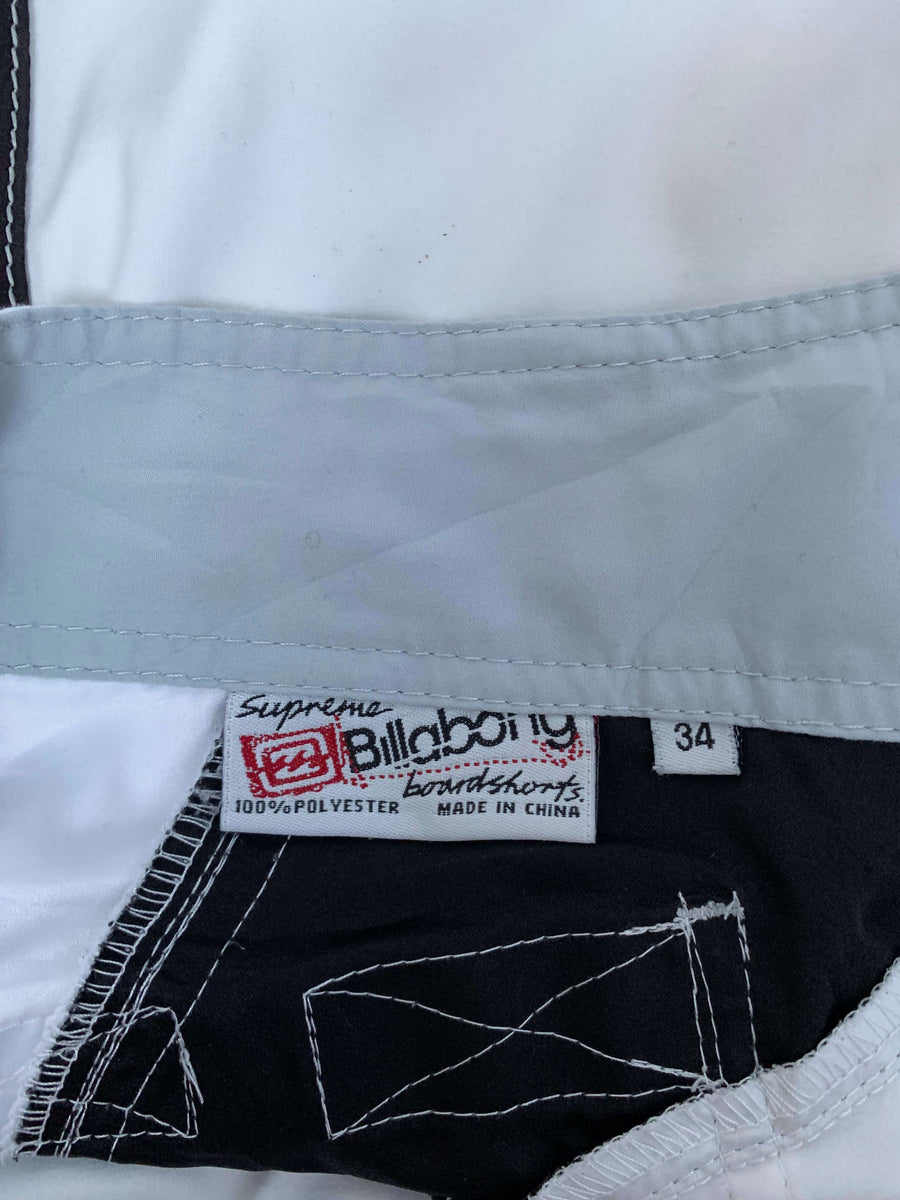 Supreme
Billabong
boardshorts.
100% POLYESTER MADE IN CHINA
34